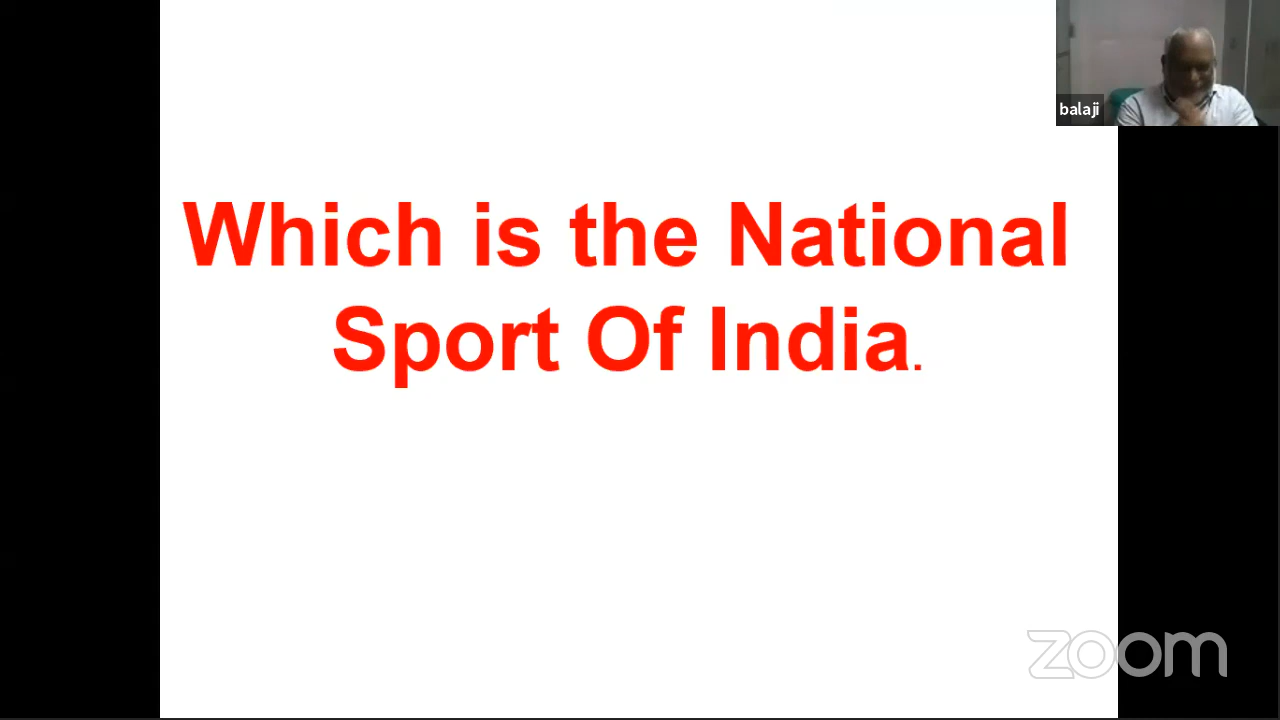 balaji
Which is the National
Sport Of India.
zoom